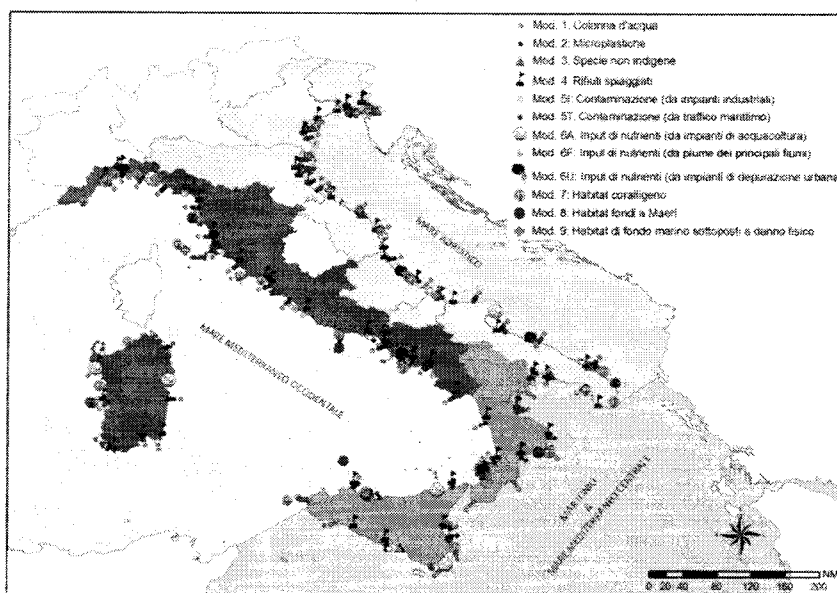 Mod. 1: Colonna d'acqua
Mod. 2: Microplastiche
Mod. 3: Specie non indigene
Mod. 4: Rifiuti spiaggiati
Mod. 5I: Contaminazione (da impianti industriali)
Mod. 5T: Contaminazione (da traffico marittimo)
Mod. 6A: Input di nutrienti (da impianti di acquacoltura)
Mod. 6F: Input di nutrienti (da piume dei principali fiumi)
Mod. 6U: Input di nutrienti (da impianti di depurazione urbana
Mod. 7: Habitat coralligeno
Mod. 8: Habitat fondi a Maerl
Mod. 9: Habitat di fondo marino sottoposti a danno fisico
MARE ADRIATICO
MARE MEDITERRANEO OCCIDENTALE
MAR IONIO
&
MARE MEDITERRANEO CENTRALE
NM
0 20 40 80 120 160 200